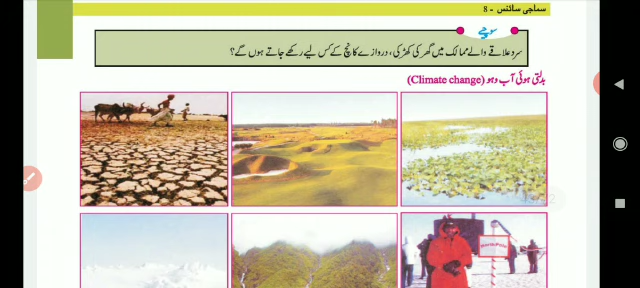 سماجی سائنس - 8
سوچیے
سرد علاقے والے ممالک میں گھر کی کھڑکی، دروازے کانچ کے کس لیے رکھے جاتے ہوں گے؟
بدلتی ہوئی آب وہوا (Climate change)